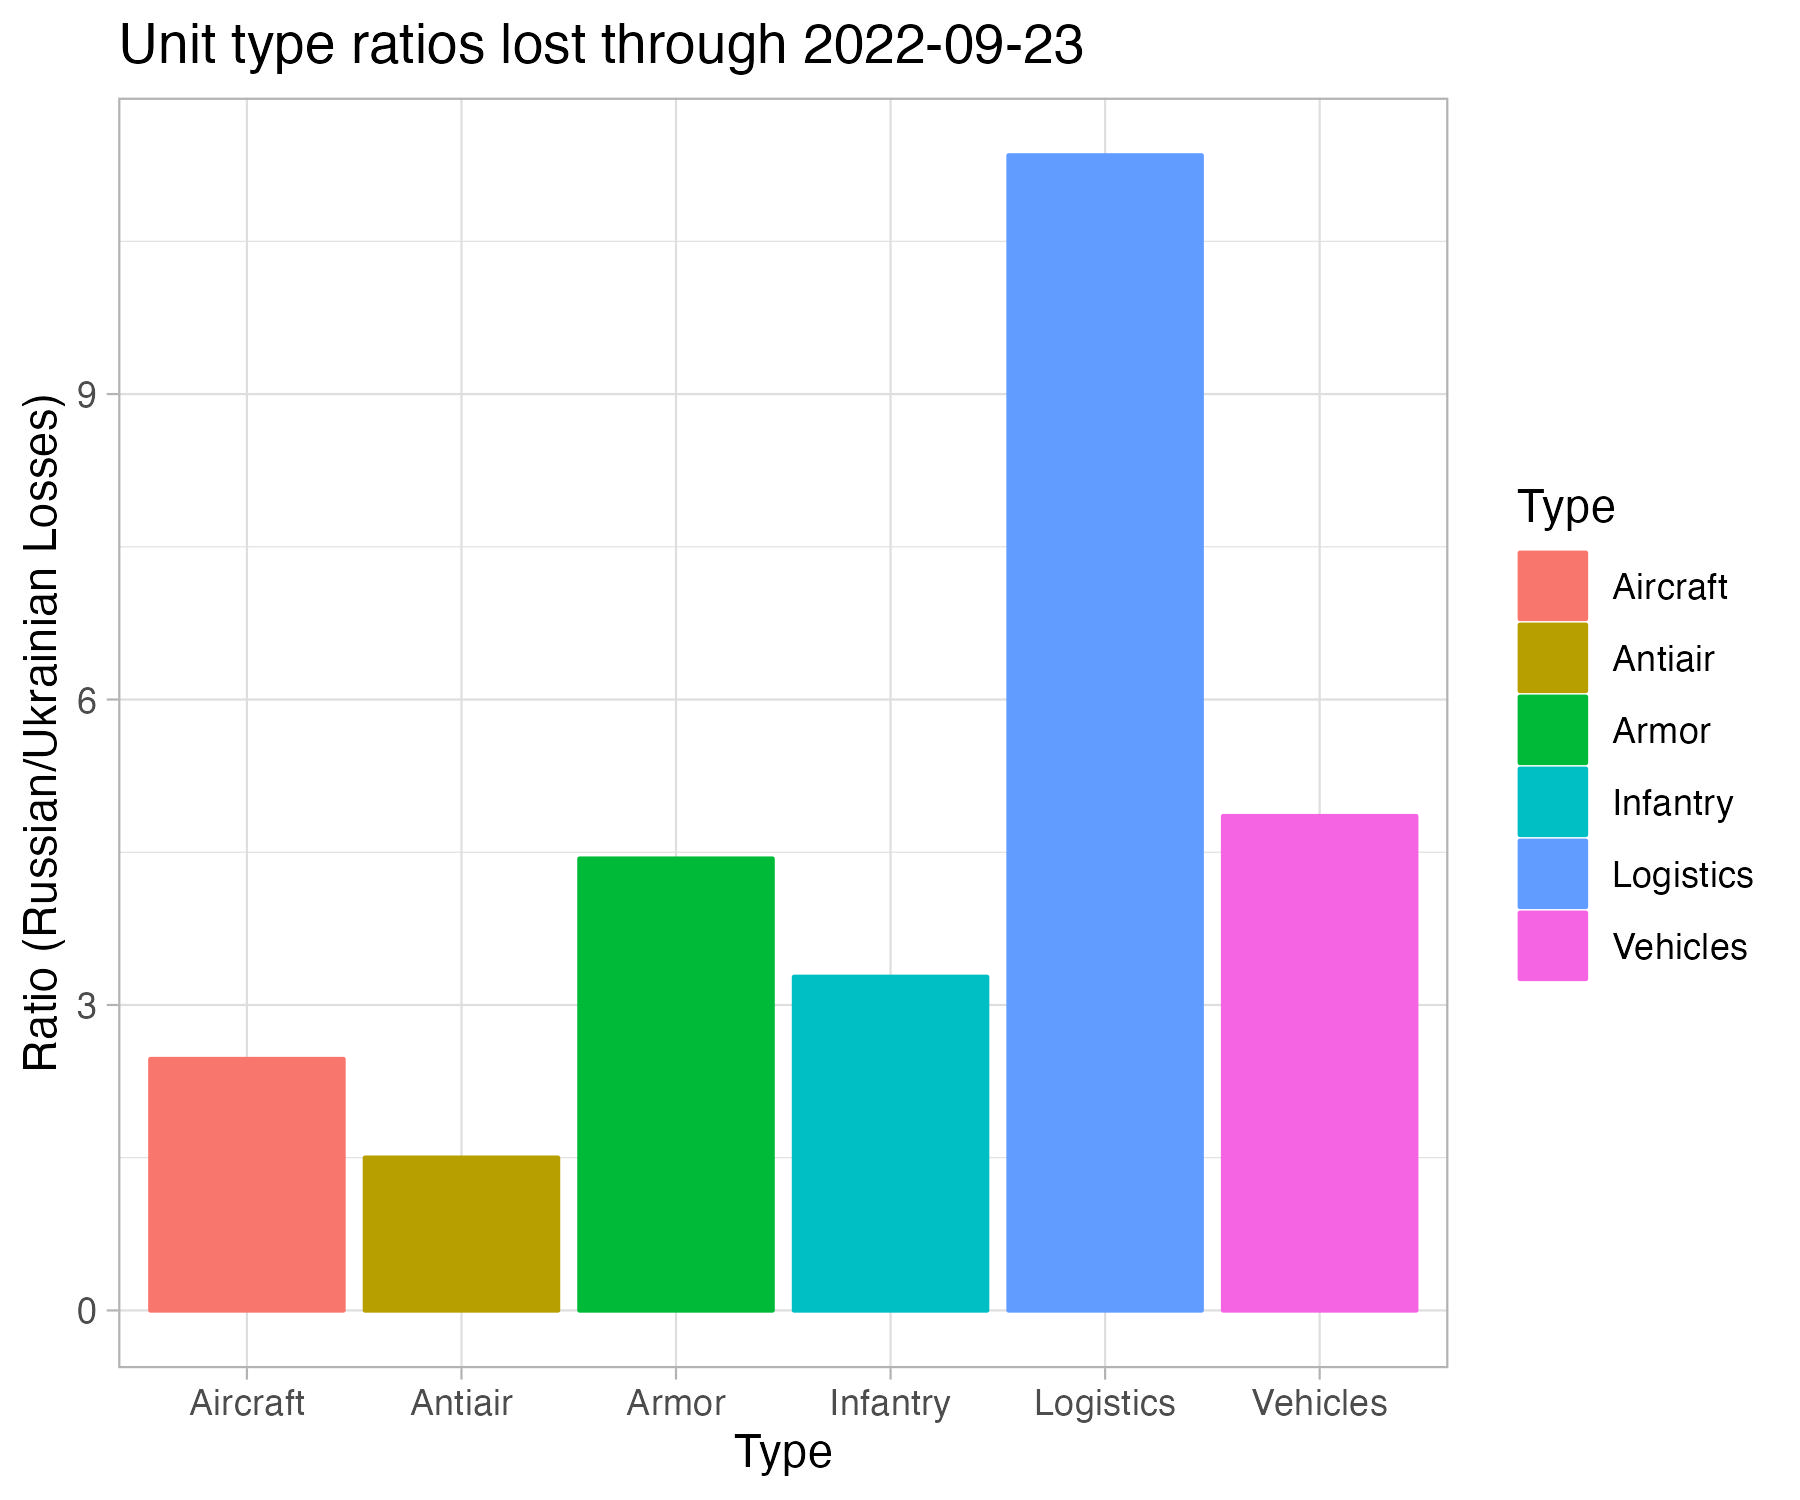 Unit type ratios lost through 2022-09-23
Ratio (Russian/Ukrainian Losses)
9
6
3
0
Aircraft
Antiair
Armor
Infantry
Logistics
Vehicles
Type
Type
Aircraft
Antiair
Armor
Infantry
Logistics
Vehicles